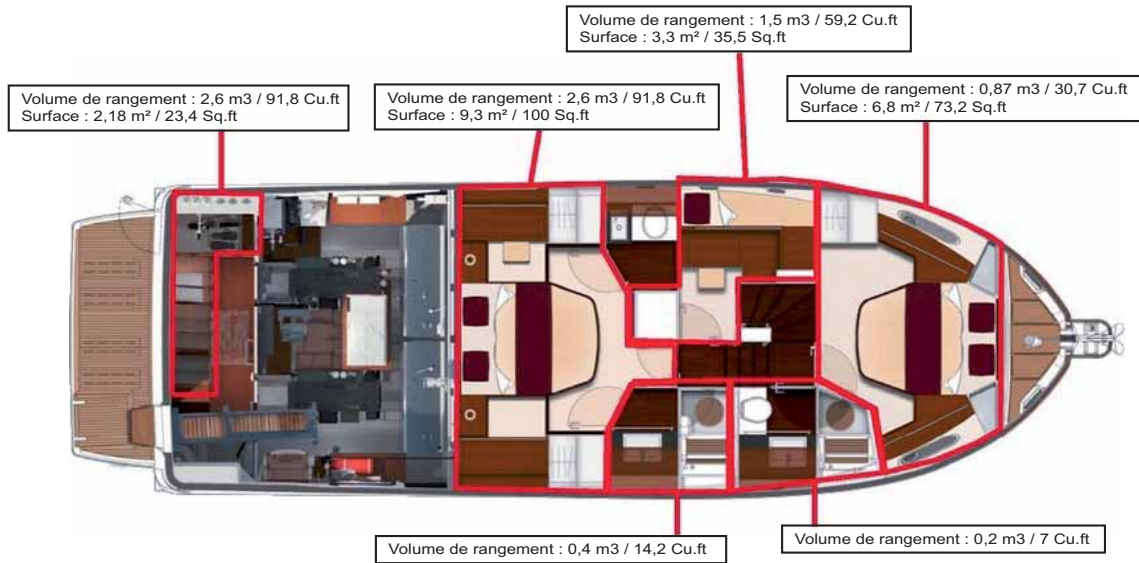 Volume de rangement : 1,5 m3 / 59,2 Cu.ft
Surface : 3,3 m² / 35,5 Sq.ft
Volume de rangement : 2,6 m3 / 91,8 Cu.ft
Surface : 2,18 m² / 23,4 Sq.ft
Volume de rangement : 2,6 m3 / 91,8 Cu.ft
Surface : 9,3 m² / 100 Sq.ft
Volume de rangement : 0,87 m3 / 30,7 Cu.ft
Surface : 6,8 m² / 73,2 Sq.ft
Volume de rangement : 0,4 m3 / 14,2 Cu.ft
Volume de rangement : 0,2 m3 / 7 Cu.ft